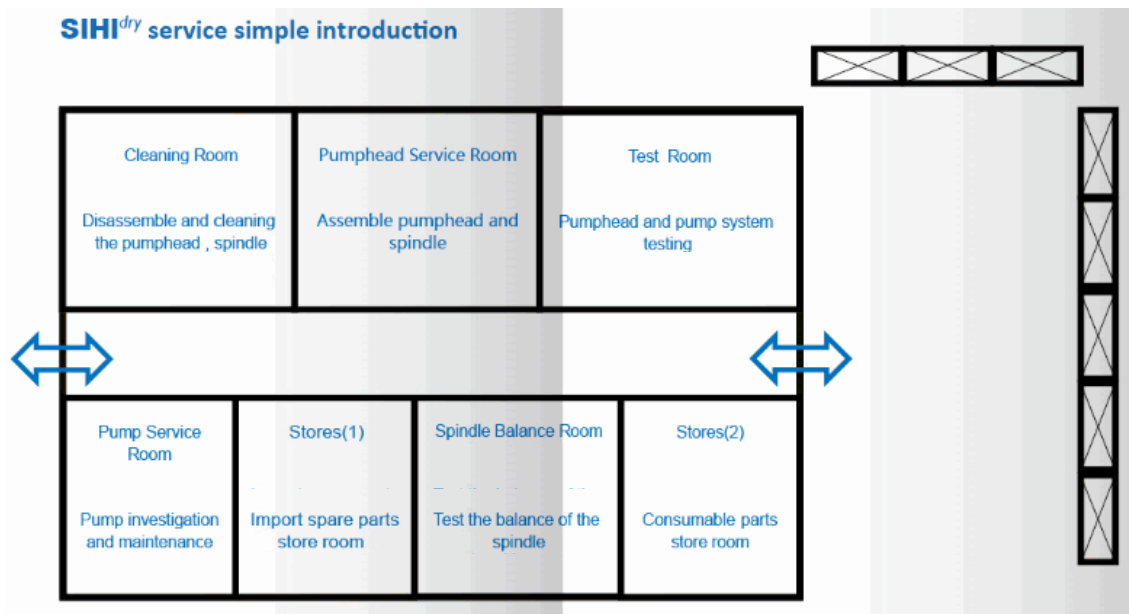 SIHIdry service simple introduction
Cleaning Room
Disassemble and cleaning
the pumphead , spindle
Pumphead Service Room
Assemble pumphead and
spindle
Test Room
Pumphead and pump system
testing
Pump Service
Room
Pump investigation
and maintenance
Stores(1)
Import spare parts
store room
Spindle Balance Room
Test the balance of the
spindle
Stores(2)
Consumable parts
store room